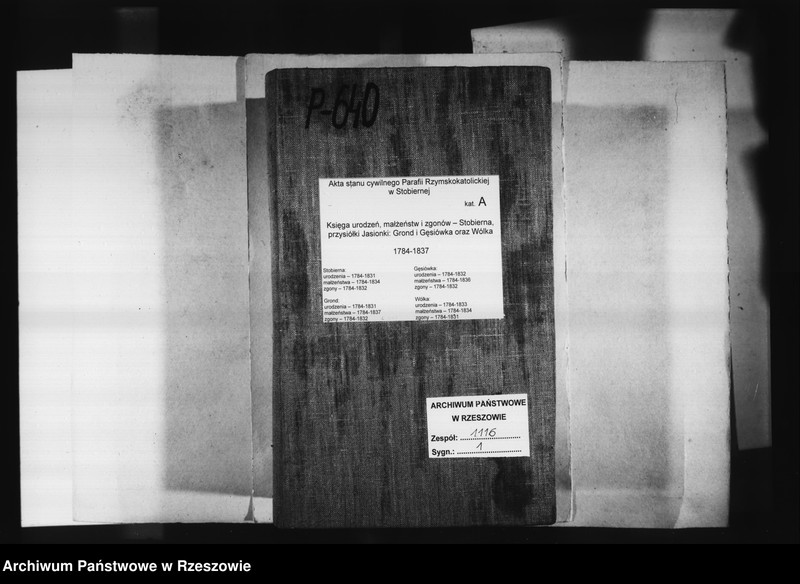 P-640
Akta stanu cywilnego Parafii Rzymskokatolickiej
w Stobiernej
kat. A
Księga urodzeń, małżeństw i zgonów – Stobierna,
przysiółki Jasionki: Grond i Gęsiówka oraz Wólka
1784-1837
Stobierna:
urodzenia – 1784-1831
małżeństwa – 1784-1834
zgony – 1784-1832
Gęsiówka:
urodzenia – 1784-1832
małżeństwa – 1784-1836
zgony – 1784-1832
Grond:
urodzenia – 1784-1831
małżeństwa – 1784-1837
zgony – 1784-1832
Wólka:
urodzenia – 1784-1833
małżeństwa – 1784-1834
zgony – 1784-1831
ARCHIWUM PAŃSTWOWE
W RZESZOWIE
Zespół: 1116
Sygn.: 1
Archiwum Państwowe w Rzeszowie